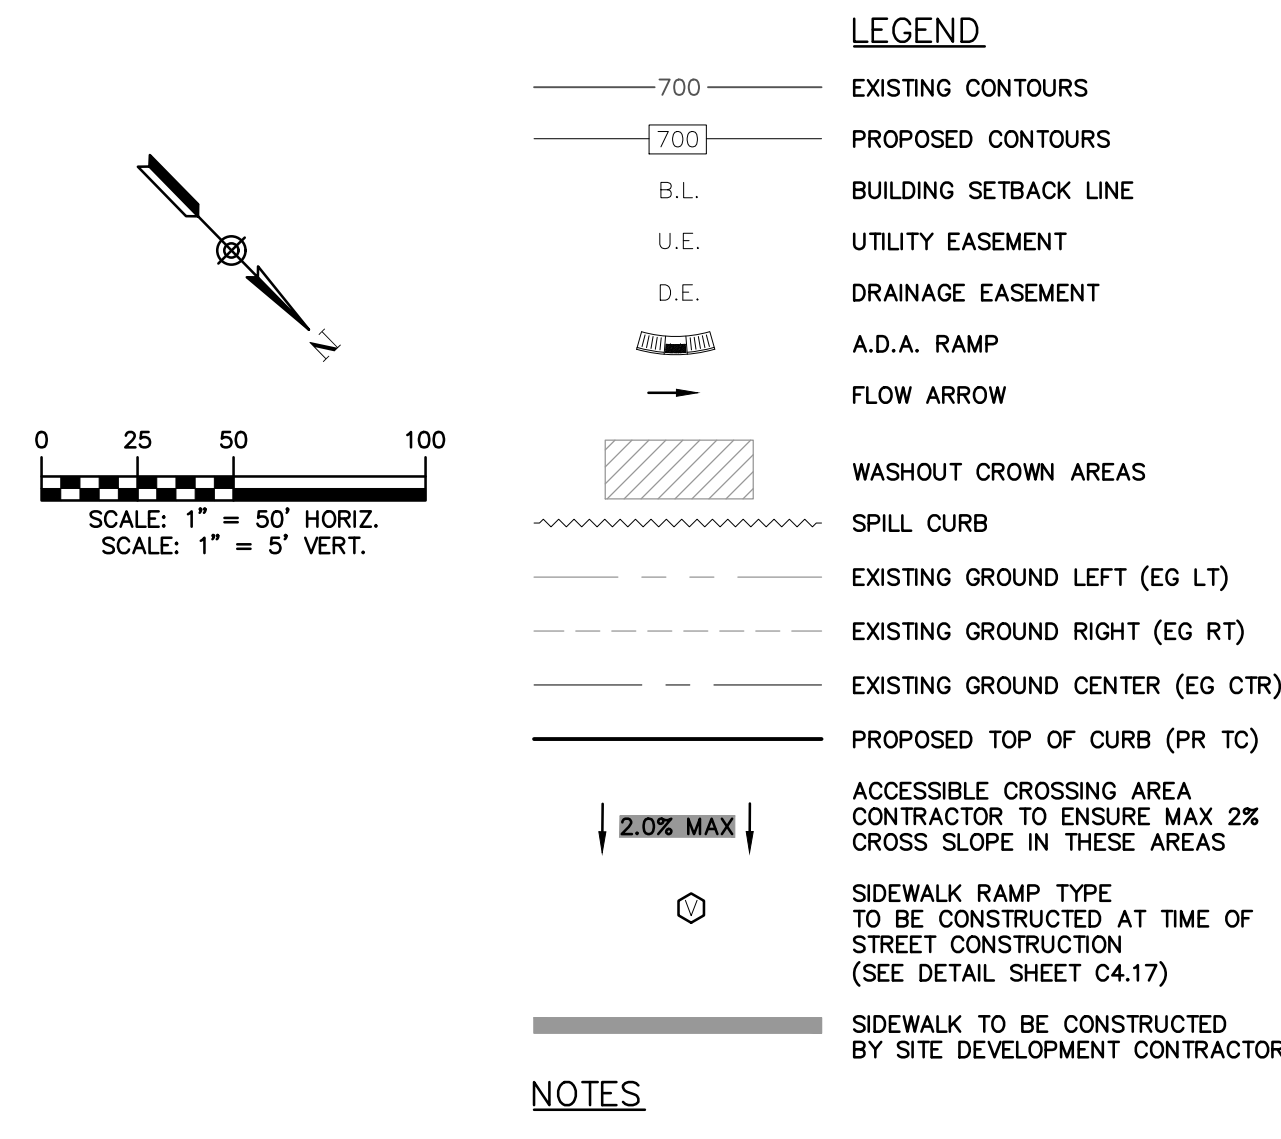 N
0 25 50 100
SCALE: 1" = 50' HORIZ.
SCALE: 1" = 5' VERT.
LEGEND
700 EXISTING CONTOURS
700 PROPOSED CONTOURS
B.L. BUILDING SETBACK LINE
U.E. UTILITY EASEMENT
D.E. DRAINAGE EASEMENT
A.D.A. RAMP
FLOW ARROW
WASHOUT CROWN AREAS
SPILL CURB
EXISTING GROUND LEFT (EG LT)
EXISTING GROUND RIGHT (EG RT)
EXISTING GROUND CENTER (EG CTR)
PROPOSED TOP OF CURB (PR TC)
2.0% MAX
ACCESSIBLE CROSSING AREA
CONTRACTOR TO ENSURE MAX 2%
CROSS SLOPE IN THESE AREAS
V
SIDEWALK RAMP TYPE
TO BE CONSTRUCTED AT TIME OF
STREET CONSTRUCTION
(SEE DETAIL SHEET C4.17)
SIDEWALK TO BE CONSTRUCTED
BY SITE DEVELOPMENT CONTRACTOR
NOTES